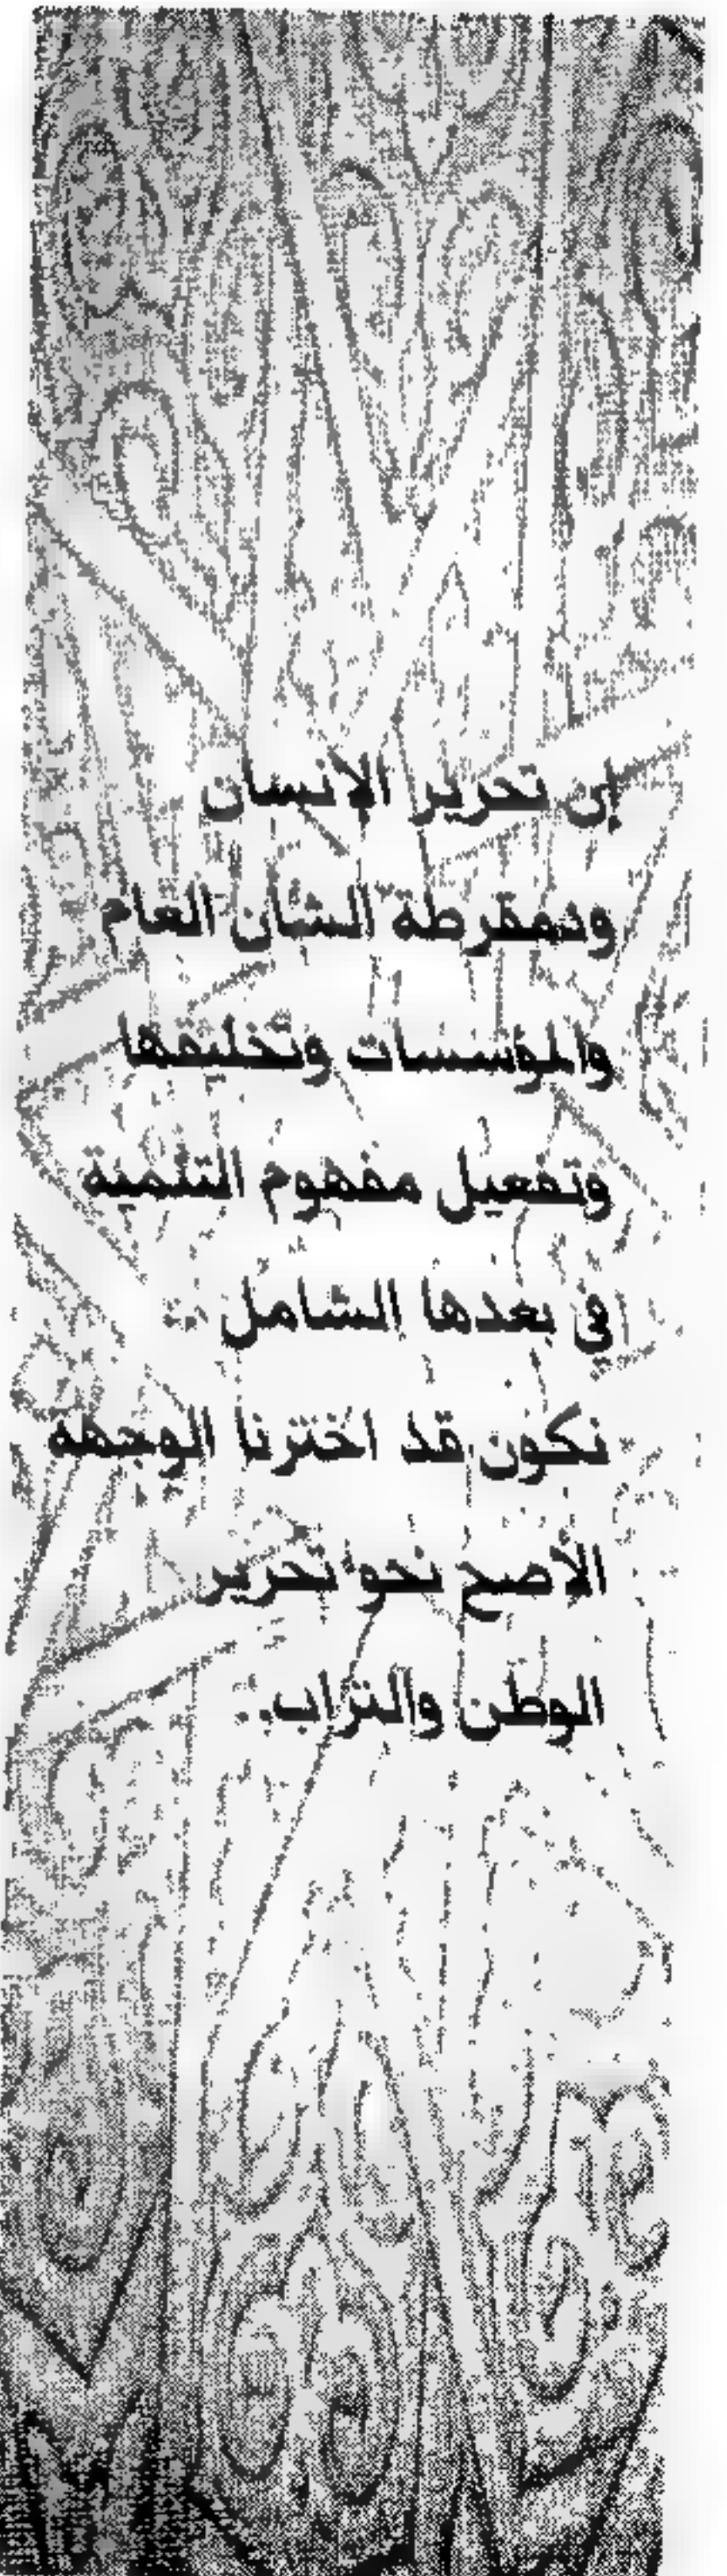 إن تحرير الإنسان
ودمقرطة الشأن العام
والمؤسسات وتخليقها
وتفعيل مفهوم التنمية
في بعدها الشامل
نكون قد اخترنا الوجهه
الأصح نحو تحرير
الوطن والتراب..